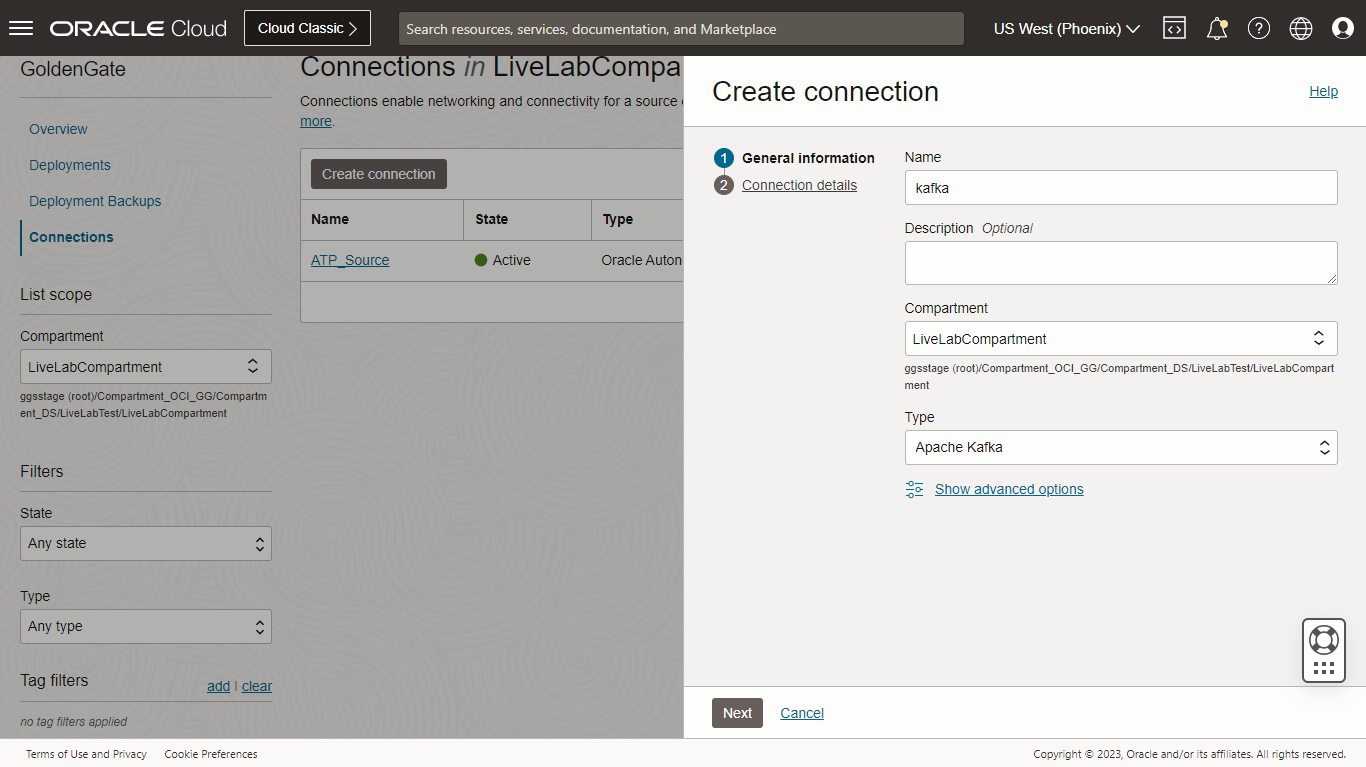 ORACLE Cloud
Cloud Classic
Search resources, services, documentation, and Marketplace
US West (Phoenix)
GoldenGate
Overview
Deployments
Deployment Backups
Connections
List scope
Compartment
LiveLabCompartment
ggsstage (root)/Compartment_OCI_GG/Compartm
ent_DS/LiveLabTest/LiveLabCompartment
Filters
State
Any state
Type
Any type
Tag filters
add | clear
no tag filters applied
Connections in LiveLabCompa
Connections enable networking and connectivity for a source
more.
Create connection
Name State Type
ATP_Source Active Oracle Auton
Create connection
Help
1 General information
2 Connection details
Name
kafka
Description Optional
Compartment
LiveLabCompartment
ggsstage (root)/Compartment_OCI_GG/Compartment_DS/LiveLabTest/LiveLabCompart
ment
Type
Apache Kafka
Show advanced options
Next Cancel
Terms of Use and Privacy Cookie Preferences
Copyright © 2023, Oracle and/or its affiliates. All rights reserved.